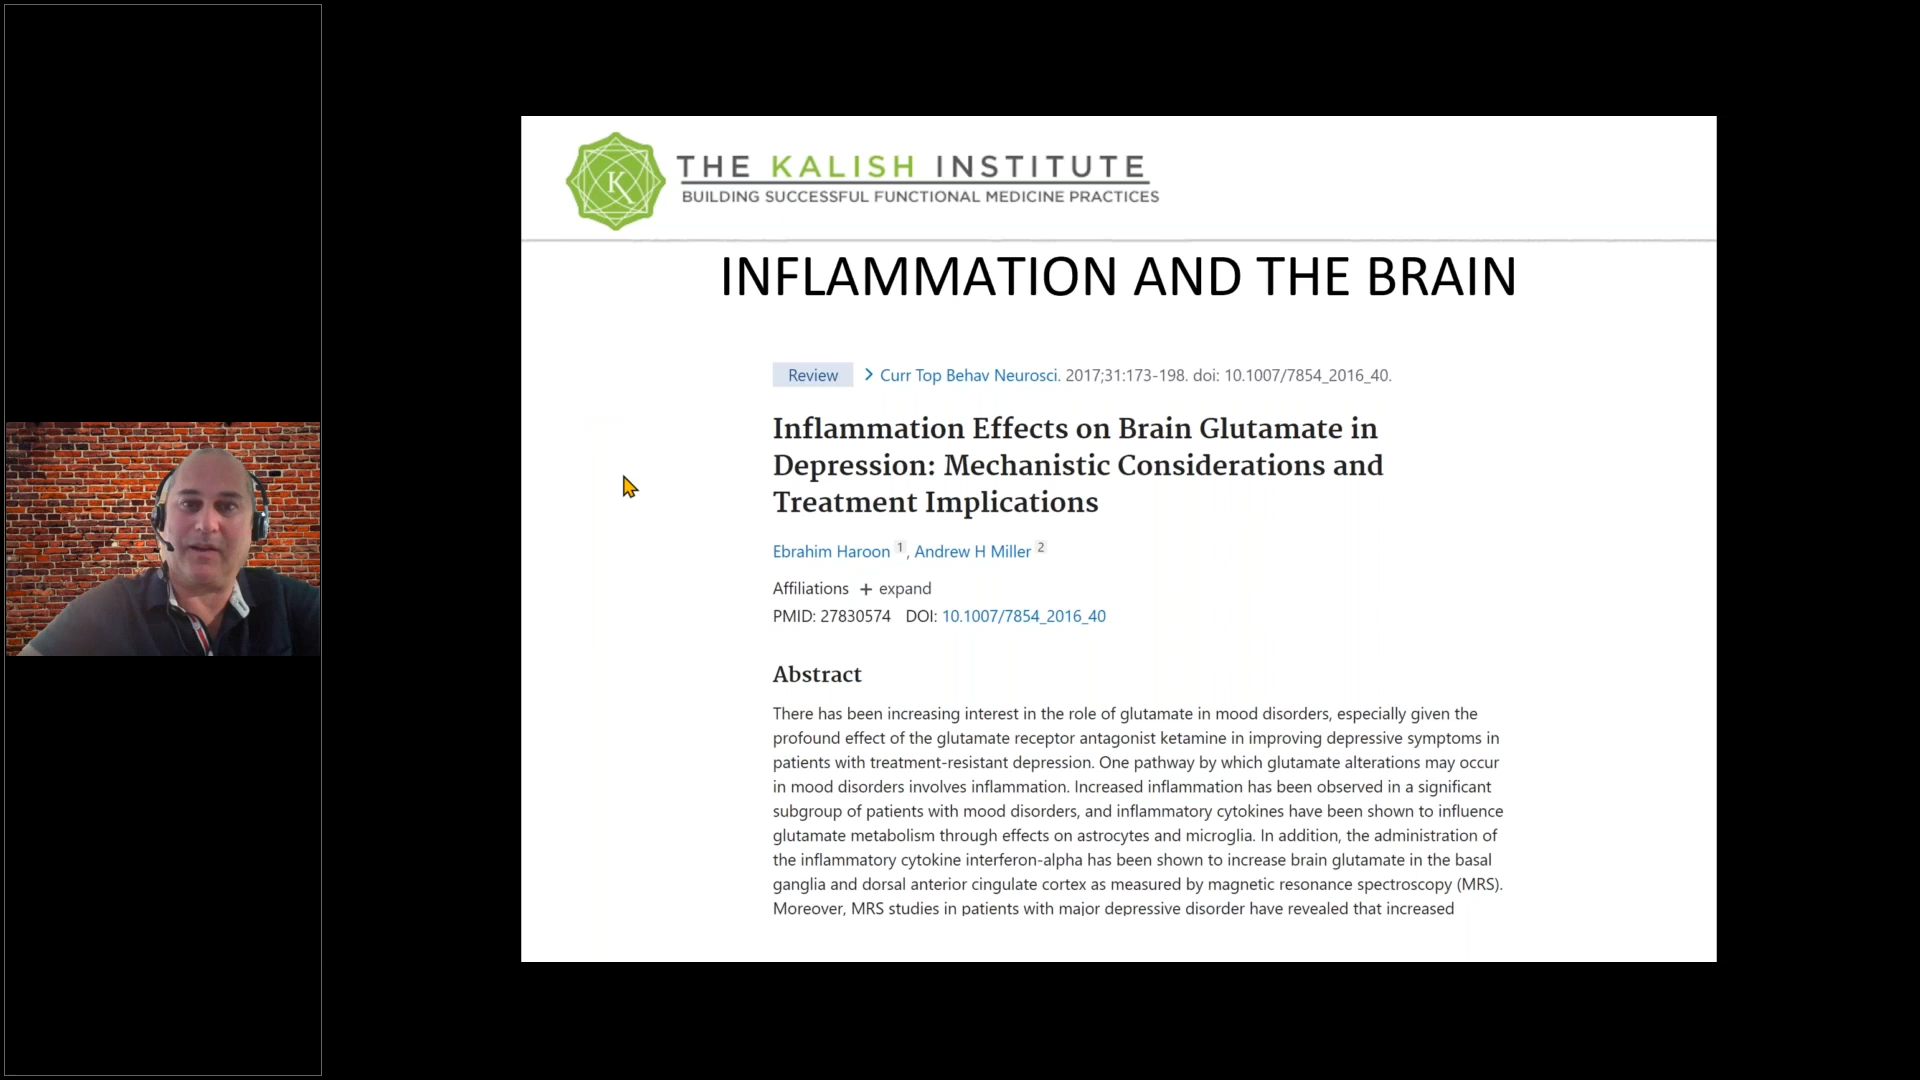 K
THE KALISH INSTITUTE
BUILDING SUCCESSFUL FUNCTIONAL MEDICINE PRACTICES
INFLAMMATION AND THE BRAIN
Review > Curr Top Behav Neurosci. 2017;31:173-198. doi: 10.1007/7854_2016_40.
Inflammation Effects on Brain Glutamate in
Depression: Mechanistic Considerations and
Treatment Implications
Ebrahim Haroon 1, Andrew H Miller 2
Affiliations + expand
PMID: 27830574 DOI: 10.1007/7854_2016_40
Abstract
There has been increasing interest in the role of glutamate in mood disorders, especially given the
profound effect of the glutamate receptor antagonist ketamine in improving depressive symptoms in
patients with treatment-resistant depression. One pathway by which glutamate alterations may occur
in mood disorders involves inflammation. Increased inflammation has been observed in a significant
subgroup of patients with mood disorders, and inflammatory cytokines have been shown to influence
glutamate metabolism through effects on astrocytes and microglia. In addition, the administration of
the inflammatory cytokine interferon-alpha has been shown to increase brain glutamate in the basal
ganglia and dorsal anterior cingulate cortex as measured by magnetic resonance spectroscopy (MRS).
Moreover, MRS studies in patients with major depressive disorder have revealed that increased